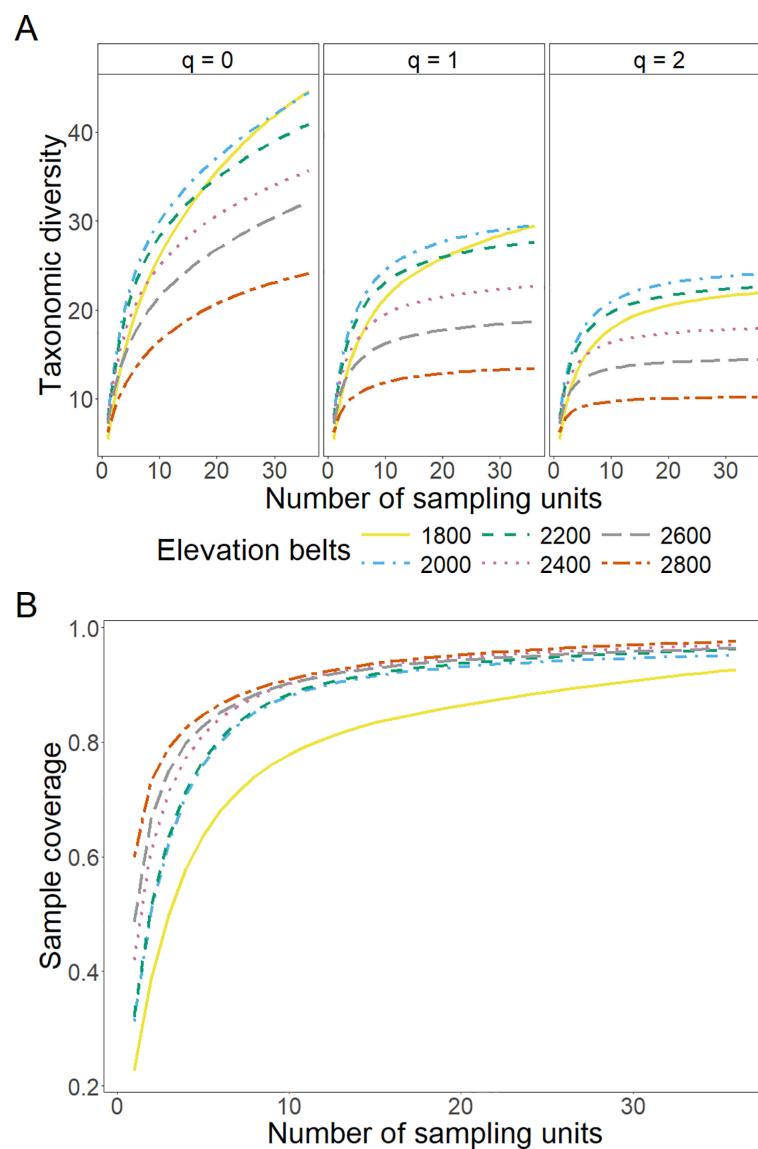 A
q = 0 q = 1 q = 2
Taxonomic diversity
40
30
20
10
0 10 20 30 0 10 20 30 0 10 20 30
Number of sampling units
Elevation belts
1800 2200 2600
2000 2400 2800
B
Sample coverage
1.0
0.8
0.6
0.4
0.2
0 10 20 30
Number of sampling units